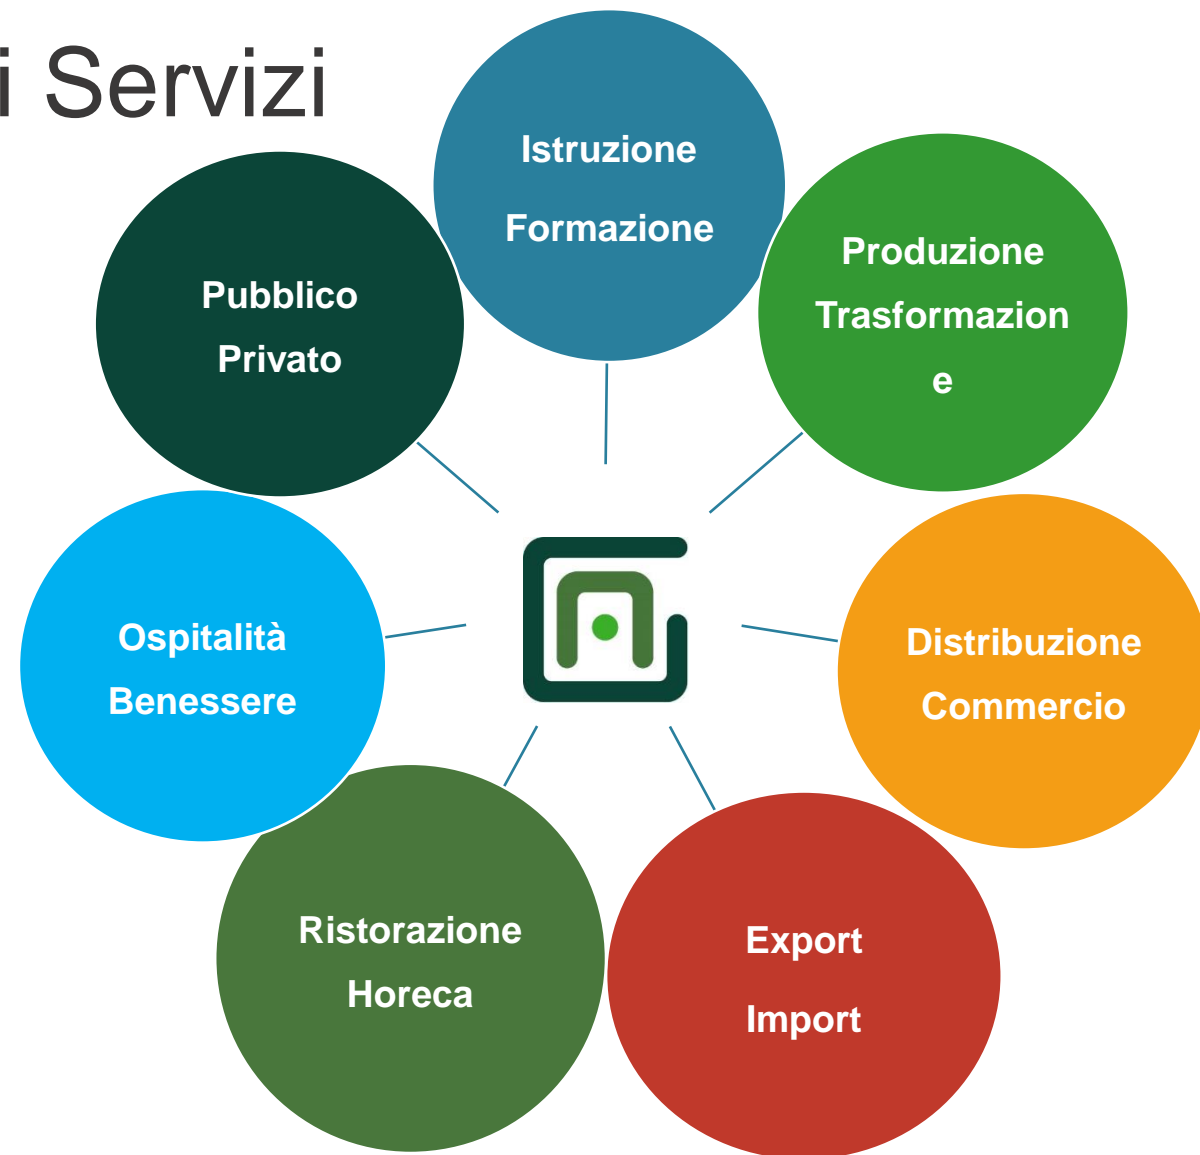 i Servizi
Istruzione
Formazione
Produzione
Trasformazion
e
Distribuzione
Commercio
Export
Import
Ristorazione
Horeca
Ospitalità
Benessere
Pubblico
Privato